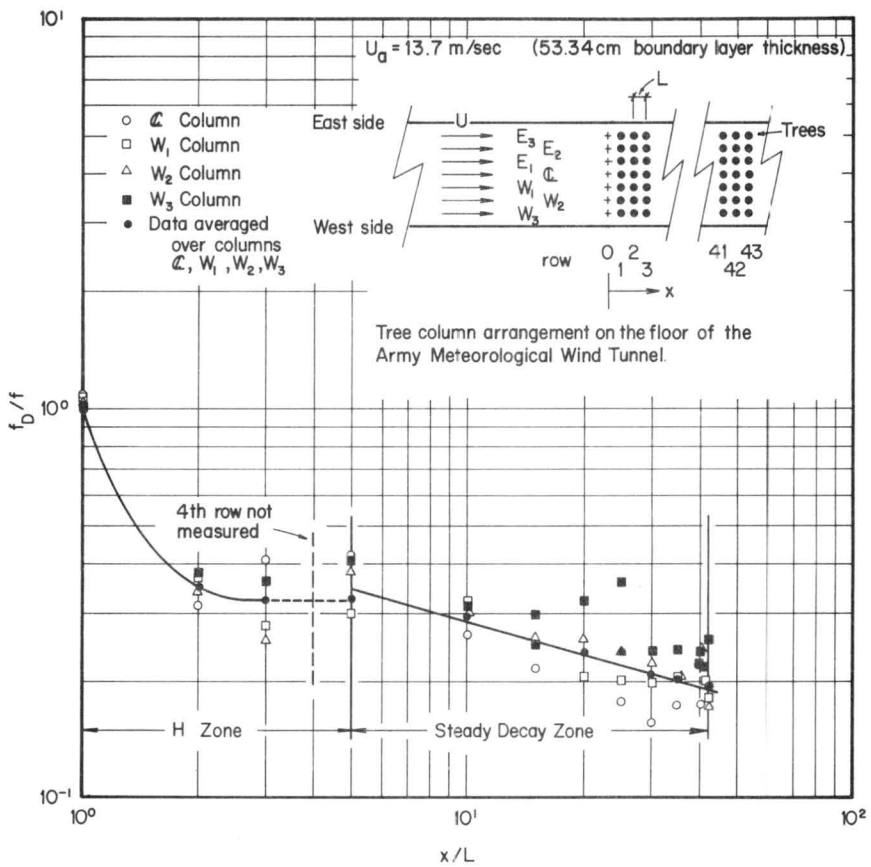 10¹
Uₐ = 13.7 m/sec (53.34 cm boundary layer thickness)
L
℄ Column
W₁ Column
W₂ Column
W₃ Column
Data averaged
over columns
℄, W₁, W₂, W₃
East side
U
E₃ E₂
E₁ ℄
W₁ W₂
W₃
Trees
West side
row
0 2
1 3
41 43
42
x
Tree column arrangement on the floor of the
Army Meteorological Wind Tunnel.
10⁰
f_D/f
4th row not
measured
H Zone
Steady Decay Zone
10⁻¹
10⁰
10¹
10²
x/L